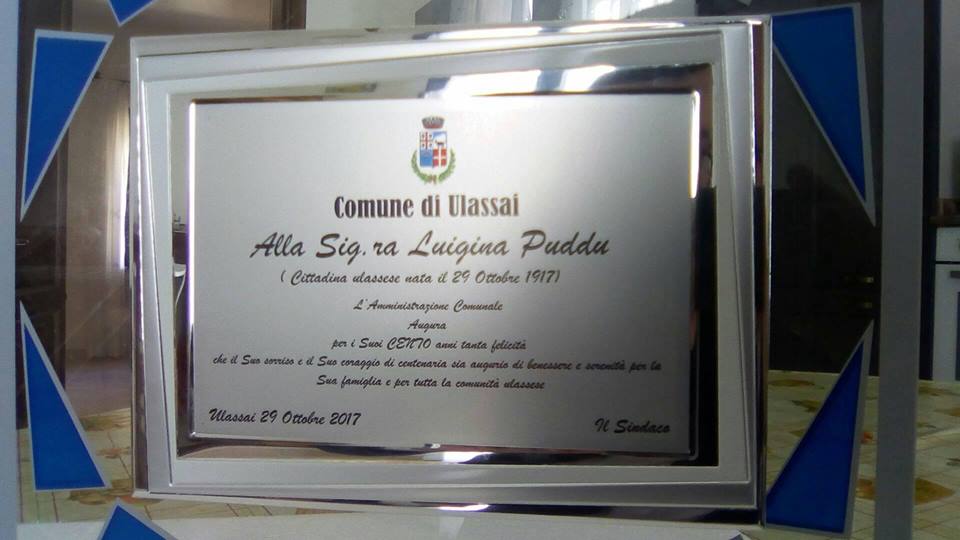 Comune di Ulassai
Alla Sig.ra Luigina Puddu
( Cittadina ulassese nata il 29 Ottobre 1917)
L'Amministrazione Comunale
Augura
per i Suoi CENTO anni tanta felicità
che il Suo sorriso e il Suo coraggio di centenaria sia augurio di benessere e serenità per la
Sua famiglia e per tutta la comunità ulassese
Ulassai 29 Ottobre 2017
Il Sindaco